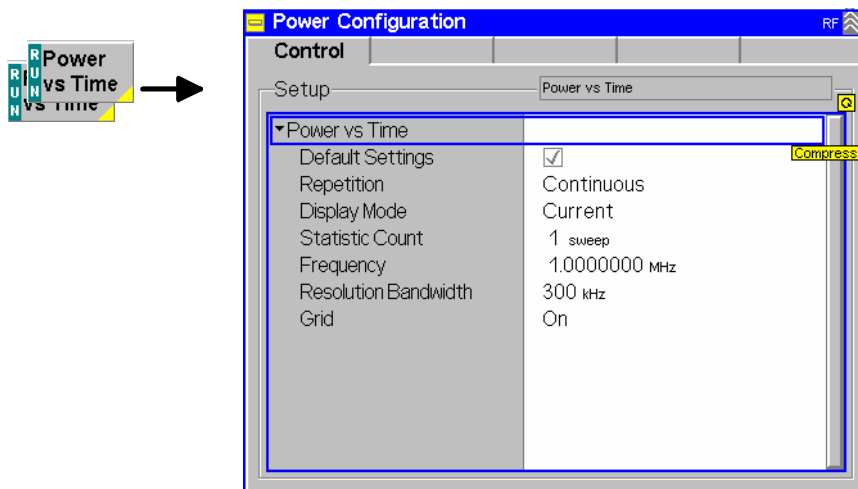 Power Configuration
RF
RUN
Power
vs Time
RUN
vs Time
Control
Setup
Power vs Time
Power vs Time
Compress
Default Settings
Repetition Continuous
Display Mode Current
Statistic Count 1 sweep
Frequency 1.0000000 MHz
Resolution Bandwidth 300 kHz
Grid On